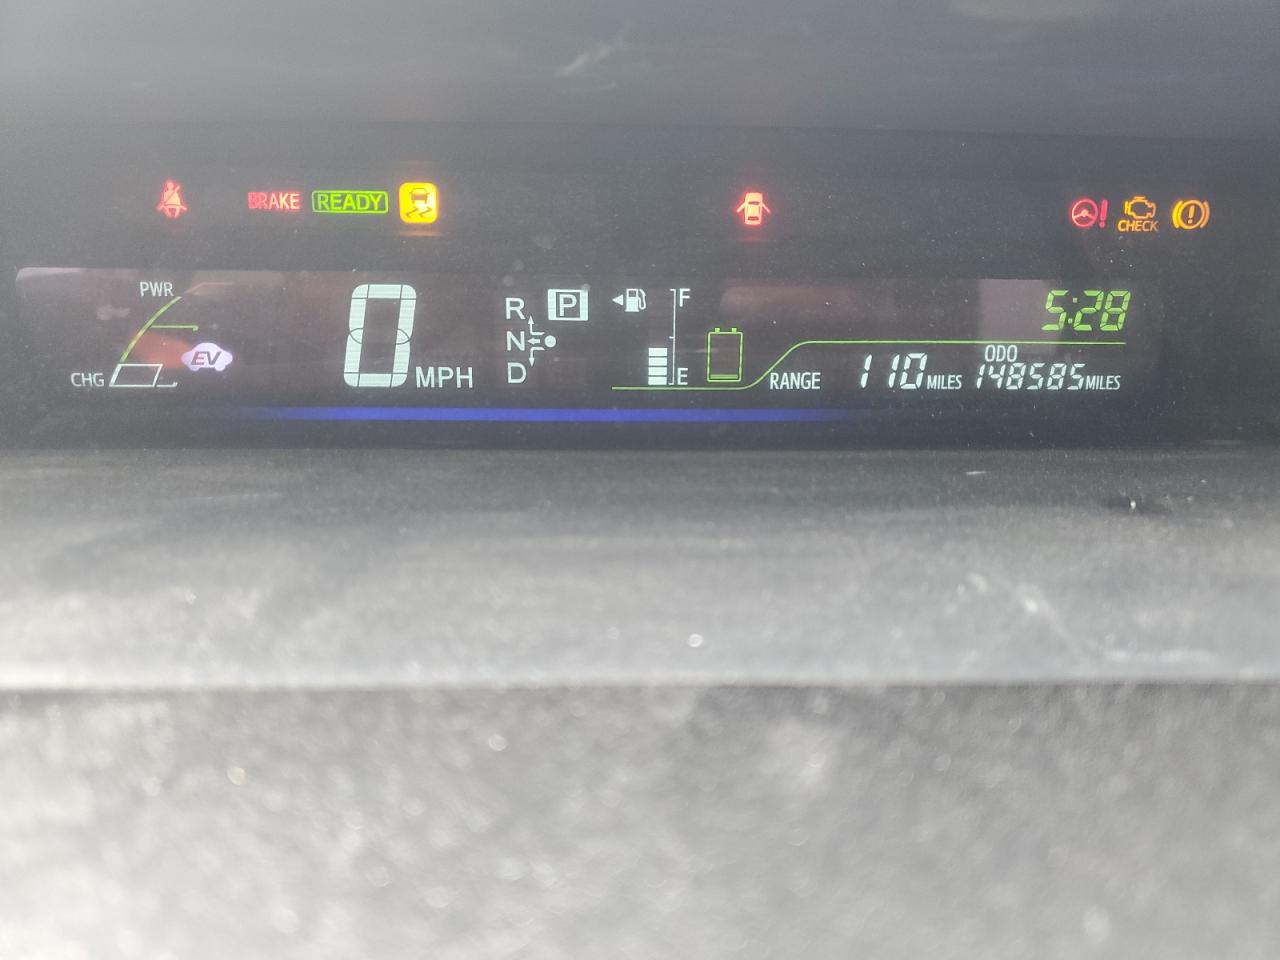 BRAKE READY
CHECK
PWR
CHG
EV
0 MPH
R P
N
D
F
E
5:28
RANGE 110 MILES
ODO
148585 MILES